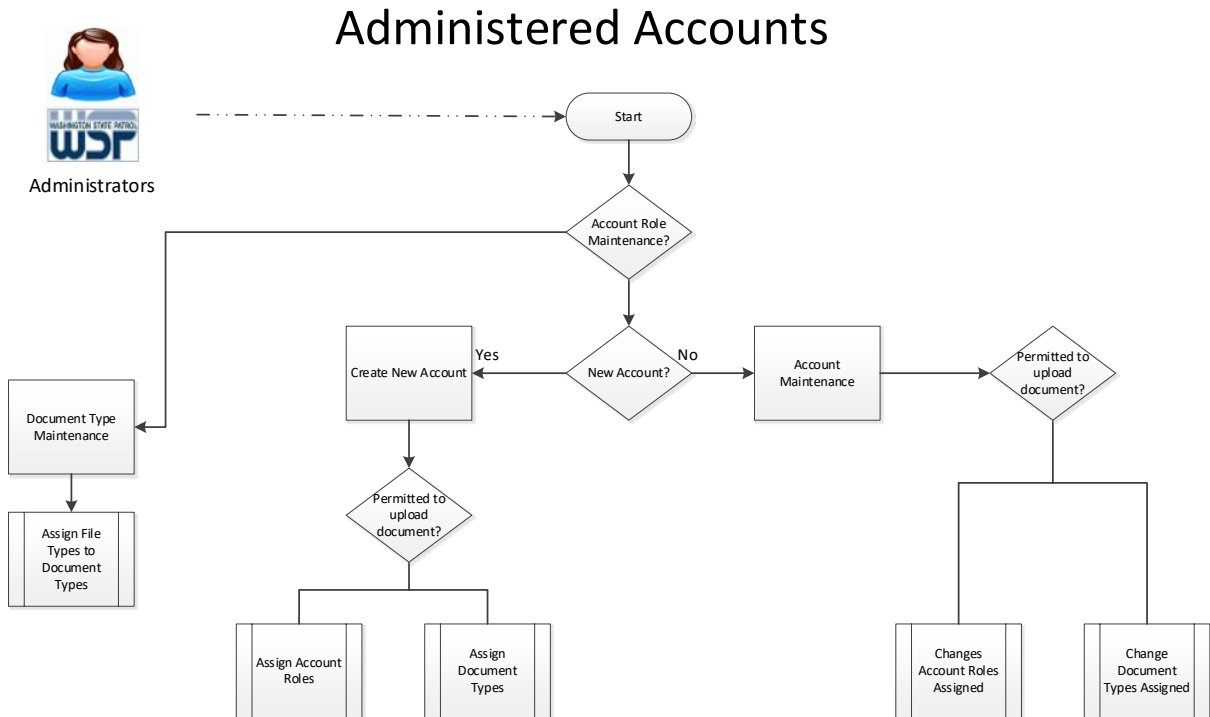 Administered Accounts
WASHINGTON STATE PATROL
WSP
Administrators
Start
Account Role
Maintenance?
Create New Account
Yes
New Account?
No
Account
Maintenance
Permitted to
upload
document?
Document Type
Maintenance
Permitted to
upload
document?
Assign File
Types to
Document
Types
Assign Account
Roles
Assign
Document
Types
Changes
Account Roles
Assigned
Change
Document
Types Assigned